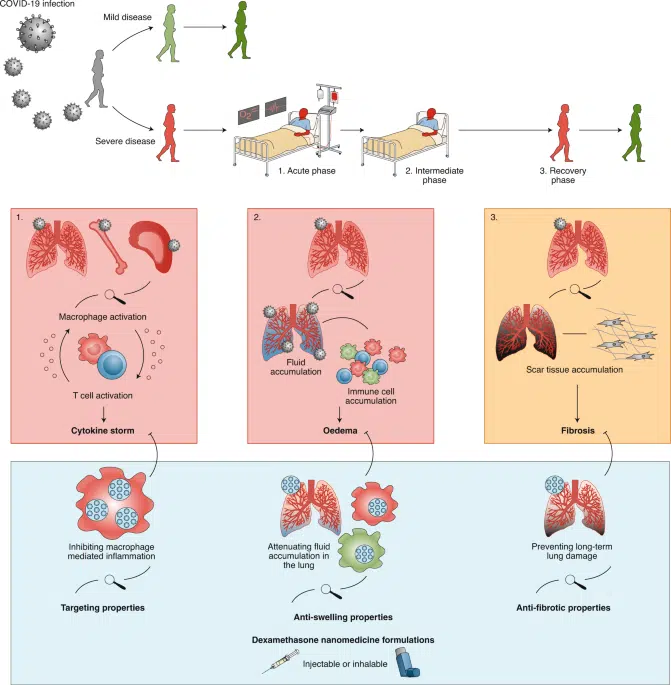 COVID-19 infection
Mild disease
Severe disease
O2
1. Acute phase
2. Intermediate
phase
3. Recovery
phase
1.
Macrophage activation
T cell activation
Cytokine storm
2.
Fluid
accumulation
Immune cell
accumulation
Oedema
3.
Scar tissue accumulation
Fibrosis
Inhibiting macrophage
mediated inflammation
Targeting properties
Attenuating fluid
accumulation in
the lung
Anti-swelling properties
Preventing long-term
lung damage
Anti-fibrotic properties
Dexamethasone nanomedicine formulations
Injectable or inhalable